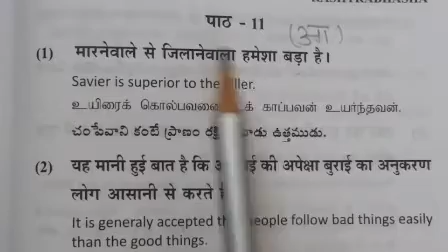 पाठ - 11 (आ)
(1) मारनेवाले से जिलानेवाला हमेशा बड़ा है।
Savier is superior to the
உயிரைக் காப்பவன் உயர்ந்தவன்.
చంపేవాని కంటే ప్రాణం ఉత్తముడు.
(2) यह मानी हुई बात है कि की अपेक्षा बुराई का अनुकरण
लोग आसानी से करते
It is generaly accepted people follow bad things easily
than the good things.